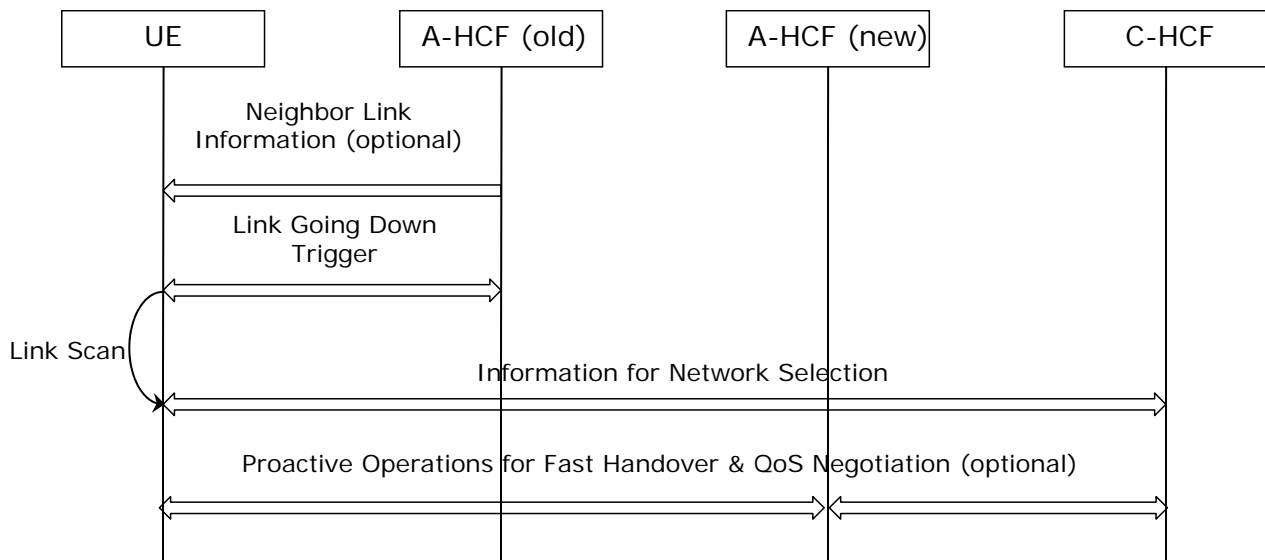 UE
A-HCF (old)
A-HCF (new)
C-HCF
Neighbor Link
Information (optional)
Link Going Down
Trigger
Link Scan
Information for Network Selection
Proactive Operations for Fast Handover & QoS Negotiation (optional)